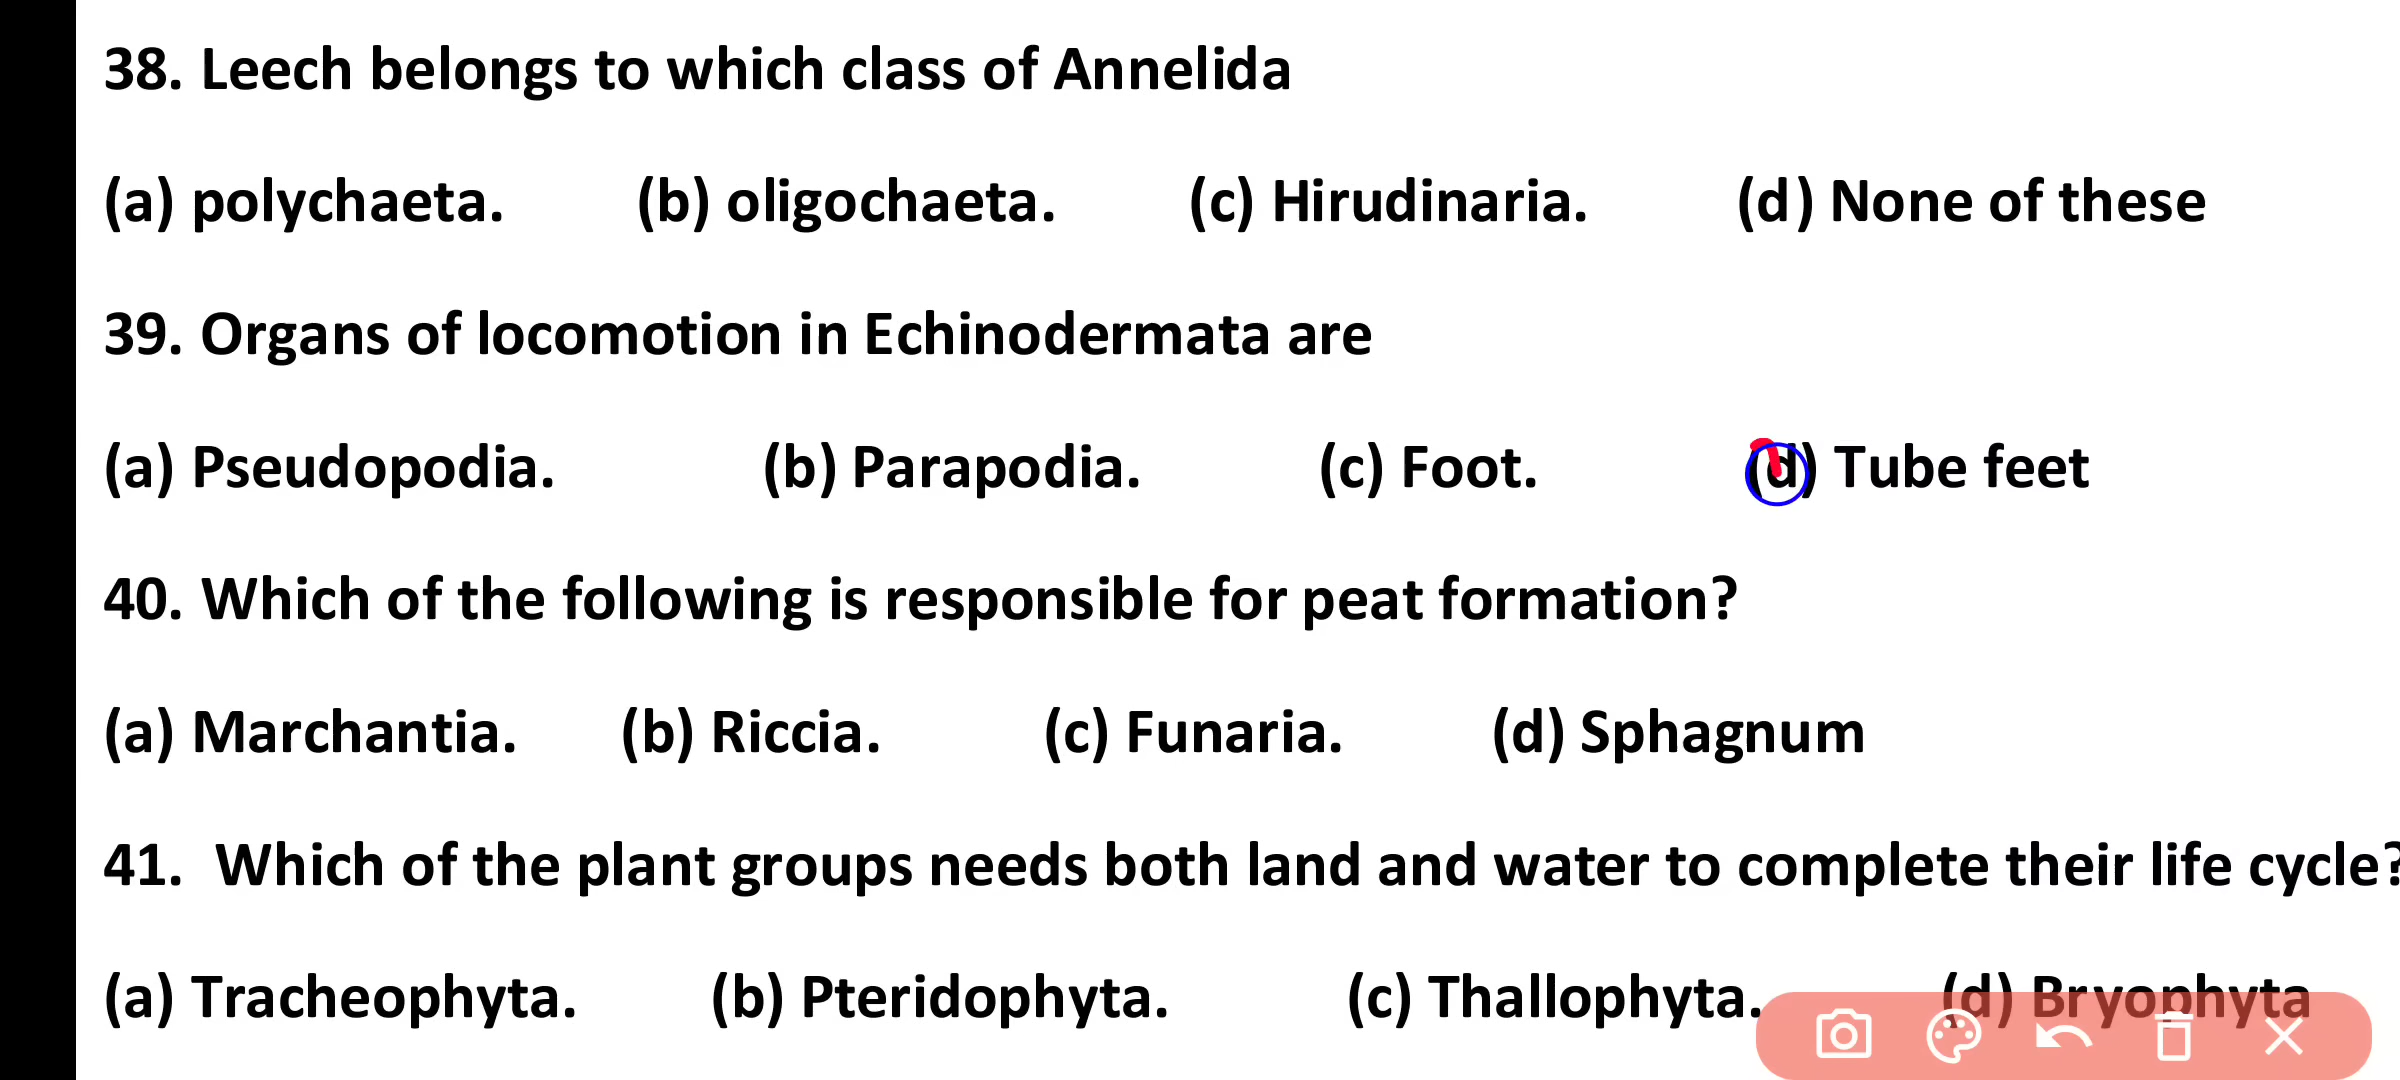 38. Leech belongs to which class of Annelida
(a) polychaeta. (b) oligochaeta. (c) Hirudinaria. (d) None of these
39. Organs of locomotion in Echinodermata are
(a) Pseudopodia. (b) Parapodia. (c) Foot. (d) Tube feet
40. Which of the following is responsible for peat formation?
(a) Marchantia. (b) Riccia. (c) Funaria. (d) Sphagnum
41. Which of the plant groups needs both land and water to complete their life cycle?
(a) Tracheophyta. (b) Pteridophyta. (c) Thallophyta. (d) Bryophyta